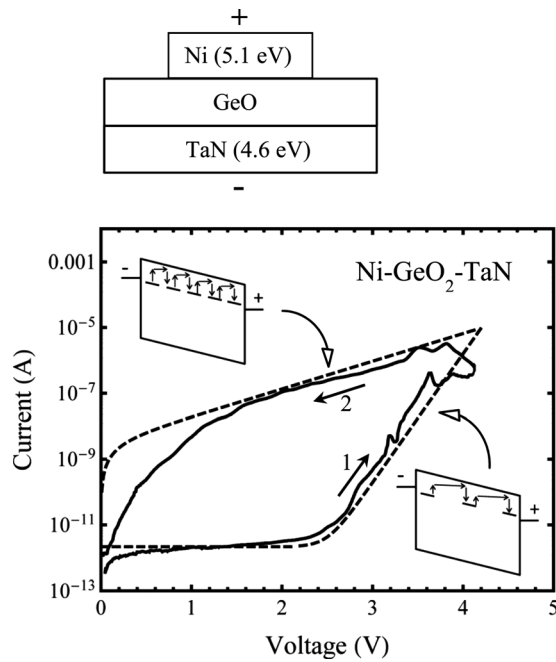 +
Ni (5.1 eV)
GeO
TaN (4.6 eV)
-
Ni-GeO₂-TaN
0.001
10⁻⁵
10⁻⁷
10⁻⁹
10⁻¹¹
10⁻¹³
Current (A)
- +
2
1
- +
0 1 2 3 4 5
Voltage (V)